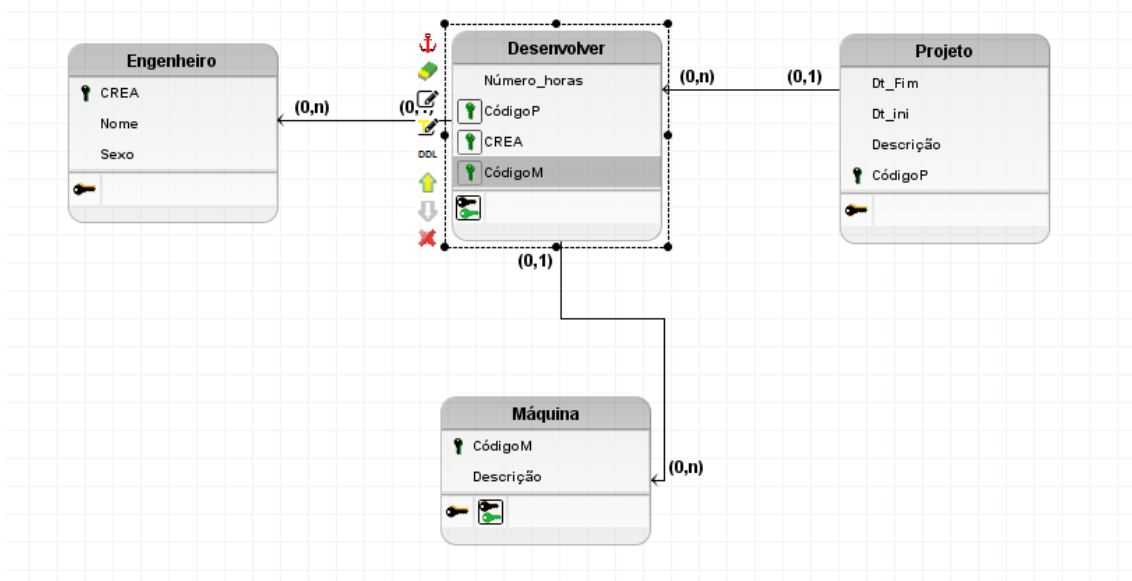 Engenheiro
CREA
Nome
Sexo
(0,n)
Desenvolver
Número_horas
CódigoP
CREA
CódigoM
DDL
(0,1)
(0,n)
(0,1)
Projeto
Dt_Fim
Dt_ini
Descrição
CódigoP
Máquina
CódigoM
Descrição
(0,n)